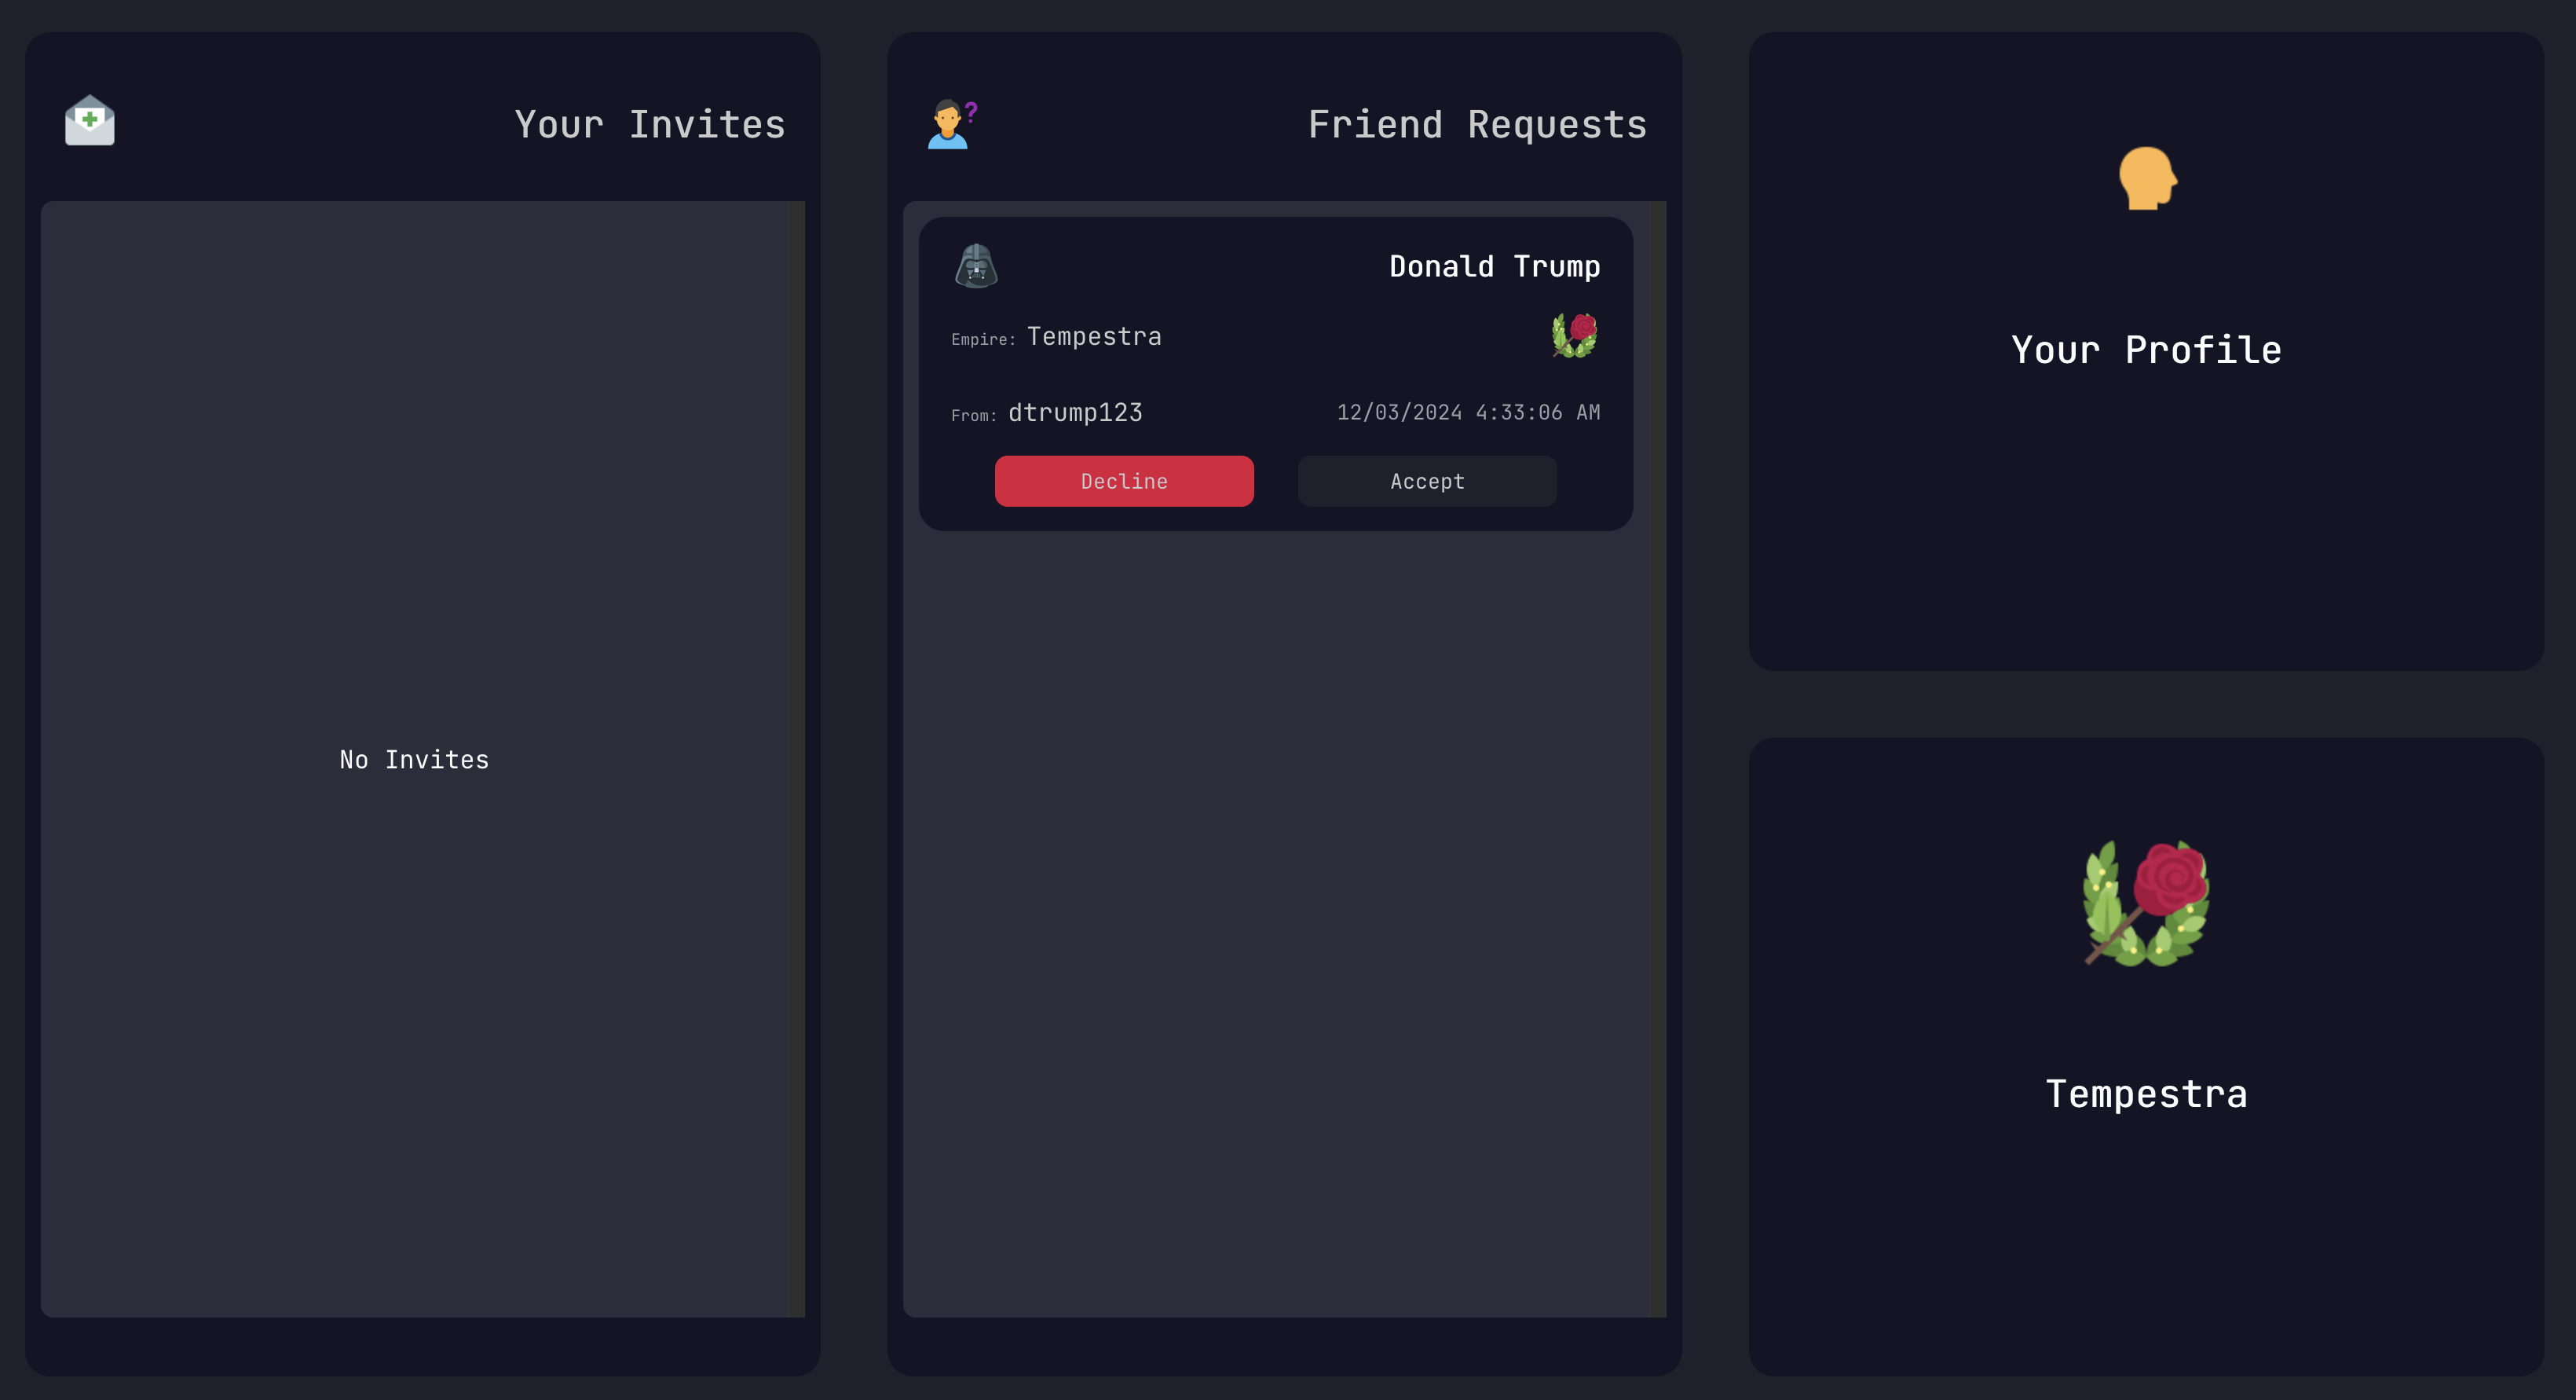 Your Invites
No Invites
Friend Requests
Donald Trump
Empire: Tempestra
From: dtrump123 12/03/2024 4:33:06 AM
Decline Accept
Your Profile
Tempestra